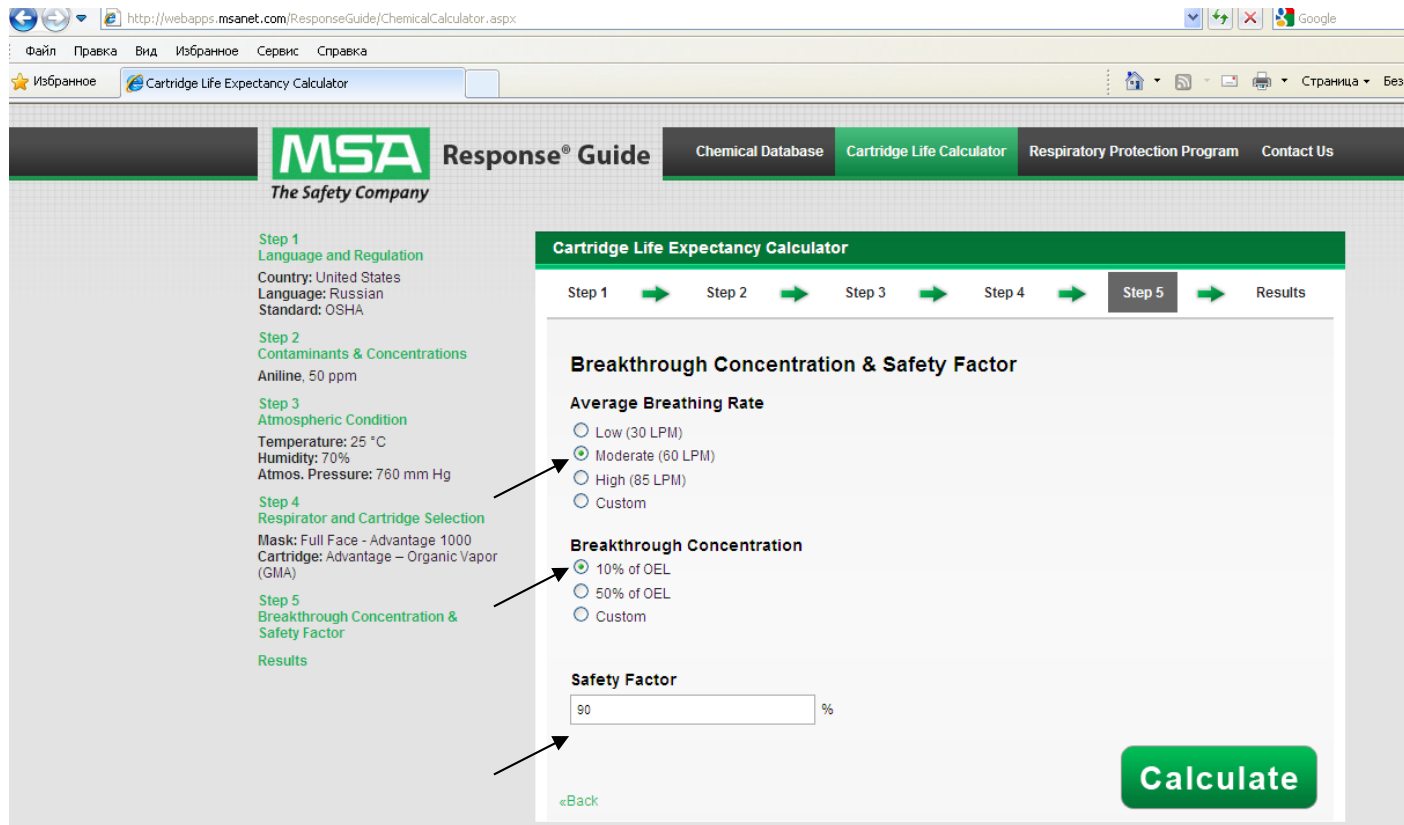 http://webapps.msanet.com/ResponseGuide/ChemicalCalculator.aspx
Google
Файл Правка Вид Избранное Сервис Справка
Избранное
Cartridge Life Expectancy Calculator
Страница
Без
MSA
The Safety Company
Response® Guide
Chemical Database
Cartridge Life Calculator
Respiratory Protection Program
Contact Us
Step 1
Language and Regulation
Country: United States
Language: Russian
Standard: OSHA
Step 2
Contaminants & Concentrations
Aniline, 50 ppm
Step 3
Atmospheric Condition
Temperature: 25 °C
Humidity: 70%
Atmos. Pressure: 760 mm Hg
Step 4
Respirator and Cartridge Selection
Mask: Full Face - Advantage 1000
Cartridge: Advantage – Organic Vapor
(GMA)
Step 5
Breakthrough Concentration &
Safety Factor
Results
Cartridge Life Expectancy Calculator
Step 1 Step 2 Step 3 Step 4 Step 5 Results
Breakthrough Concentration & Safety Factor
Average Breathing Rate
Low (30 LPM)
Moderate (60 LPM)
High (85 LPM)
Custom
Breakthrough Concentration
10% of OEL
50% of OEL
Custom
Safety Factor
90 %
Calculate
«Back